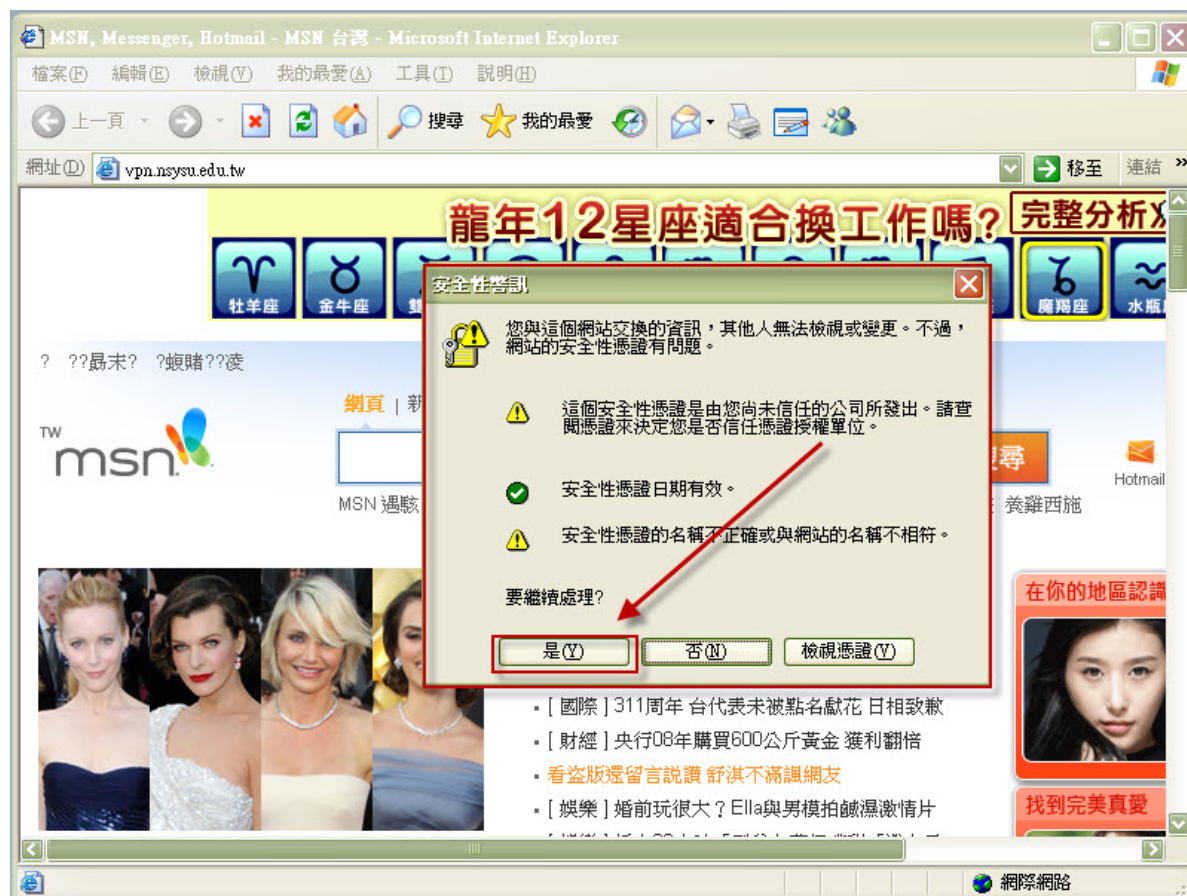 MSN, Messenger, Hotmail - MSN 台灣 - Microsoft Internet Explorer
檔案(F) 編輯(E) 檢視(V) 我的最愛(A) 工具(T) 說明(H)
上一頁 搜尋 我的最愛
網址(D) vpn.nsysu.edu.tw 移至 連結 »
龍年12星座適合換工作嗎? 完整分析
牡羊座 金牛座 雙 魔羯座 水瓶
安全性警訊
您與這個網站交換的資訊，其他人無法檢視或變更。不過，
網站的安全性憑證有問題。
? ??最末? ?蝮賭??凌
這個安全性憑證是由您尚未信任的公司所發出。請查
閱憑證來決定您是否信任憑證授權單位。
網頁 | 新
TW
msn
搜尋
Hotmail
安全性憑證日期有效。
MSN 遇駭 養雞西施
安全性憑證的名稱不正確或與網站的名稱不相符。
要繼續處理?
是(Y) 否(N) 檢視憑證(V)
在你的地區認識
[ 國際 ] 311周年 台代表未被點名獻花 日相致歉
[ 財經 ] 央行08年購買600公斤黃金 獲利翻倍
看盜版還留言說讚 舒淇不滿諷網友
[ 娛樂 ] 婚前玩很大？Ella與男模拍鹹濕激情片
找到完美真愛
網際網路